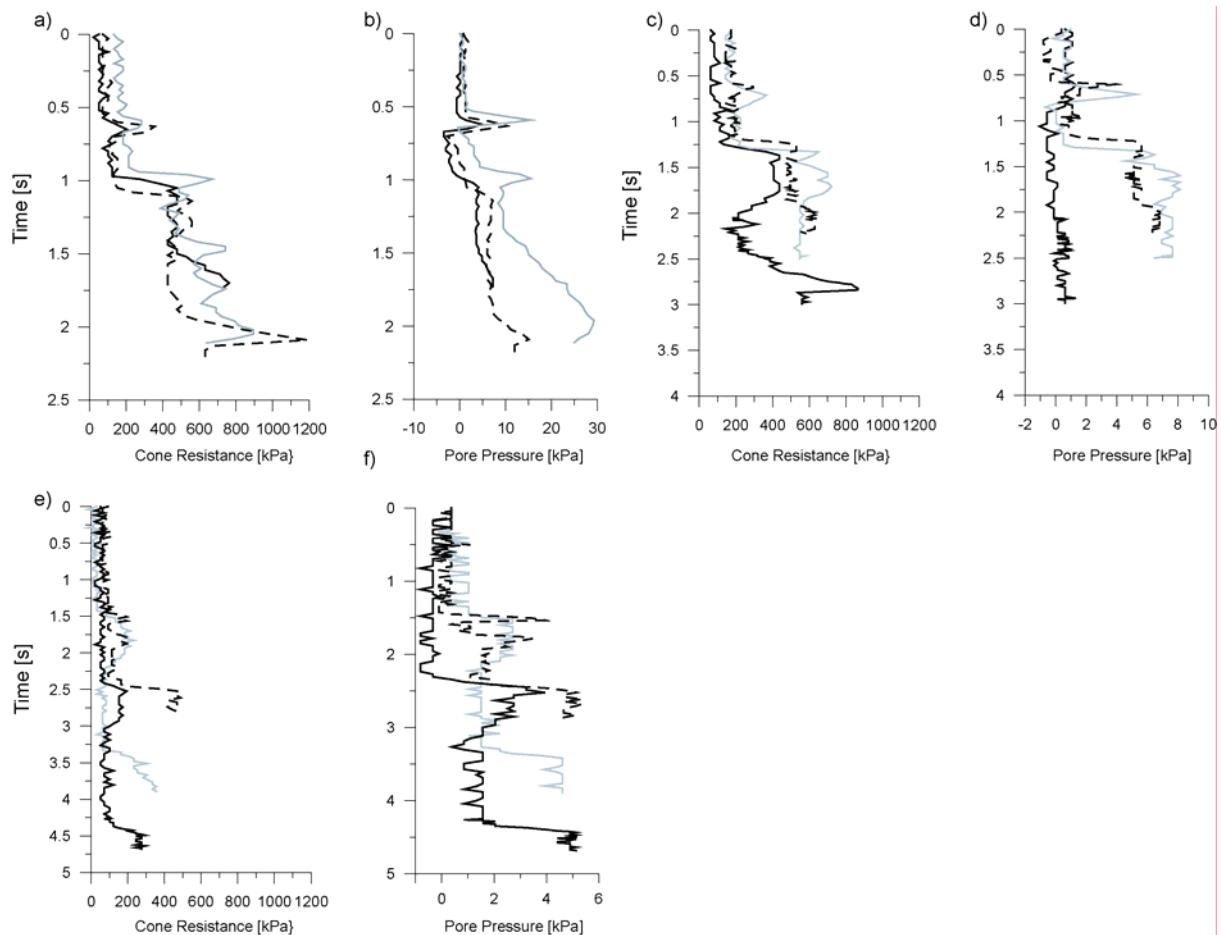 a)
0
0.5
1
1.5
2
2.5
Time [s]
0 200 400 600 800 1000 1200
Cone Resistance [kPa}
b)
0
0.5
1
1.5
2
2.5
0 10 20 30
Pore Pressure [kPa]
c)
0
0.5
1
1.5
2
2.5
3
3.5
4
Time [s]
0 200 400 600 800 1000 1200
Cone Resistance [kPa}
d)
0
0.5
1
1.5
2
2.5
3
3.5
4
-2 0 2 4 6 8 10
Pore Pressure [kPa]
e)
0
0.5
1
1.5
2
2.5
3
3.5
4
4.5
5
Time [s]
0 200 400 600 800 1000 1200
Cone Resistance [kPa}
f)
0
1
2
3
4
5
0 2 4 6
Pore Pressure [kPa]